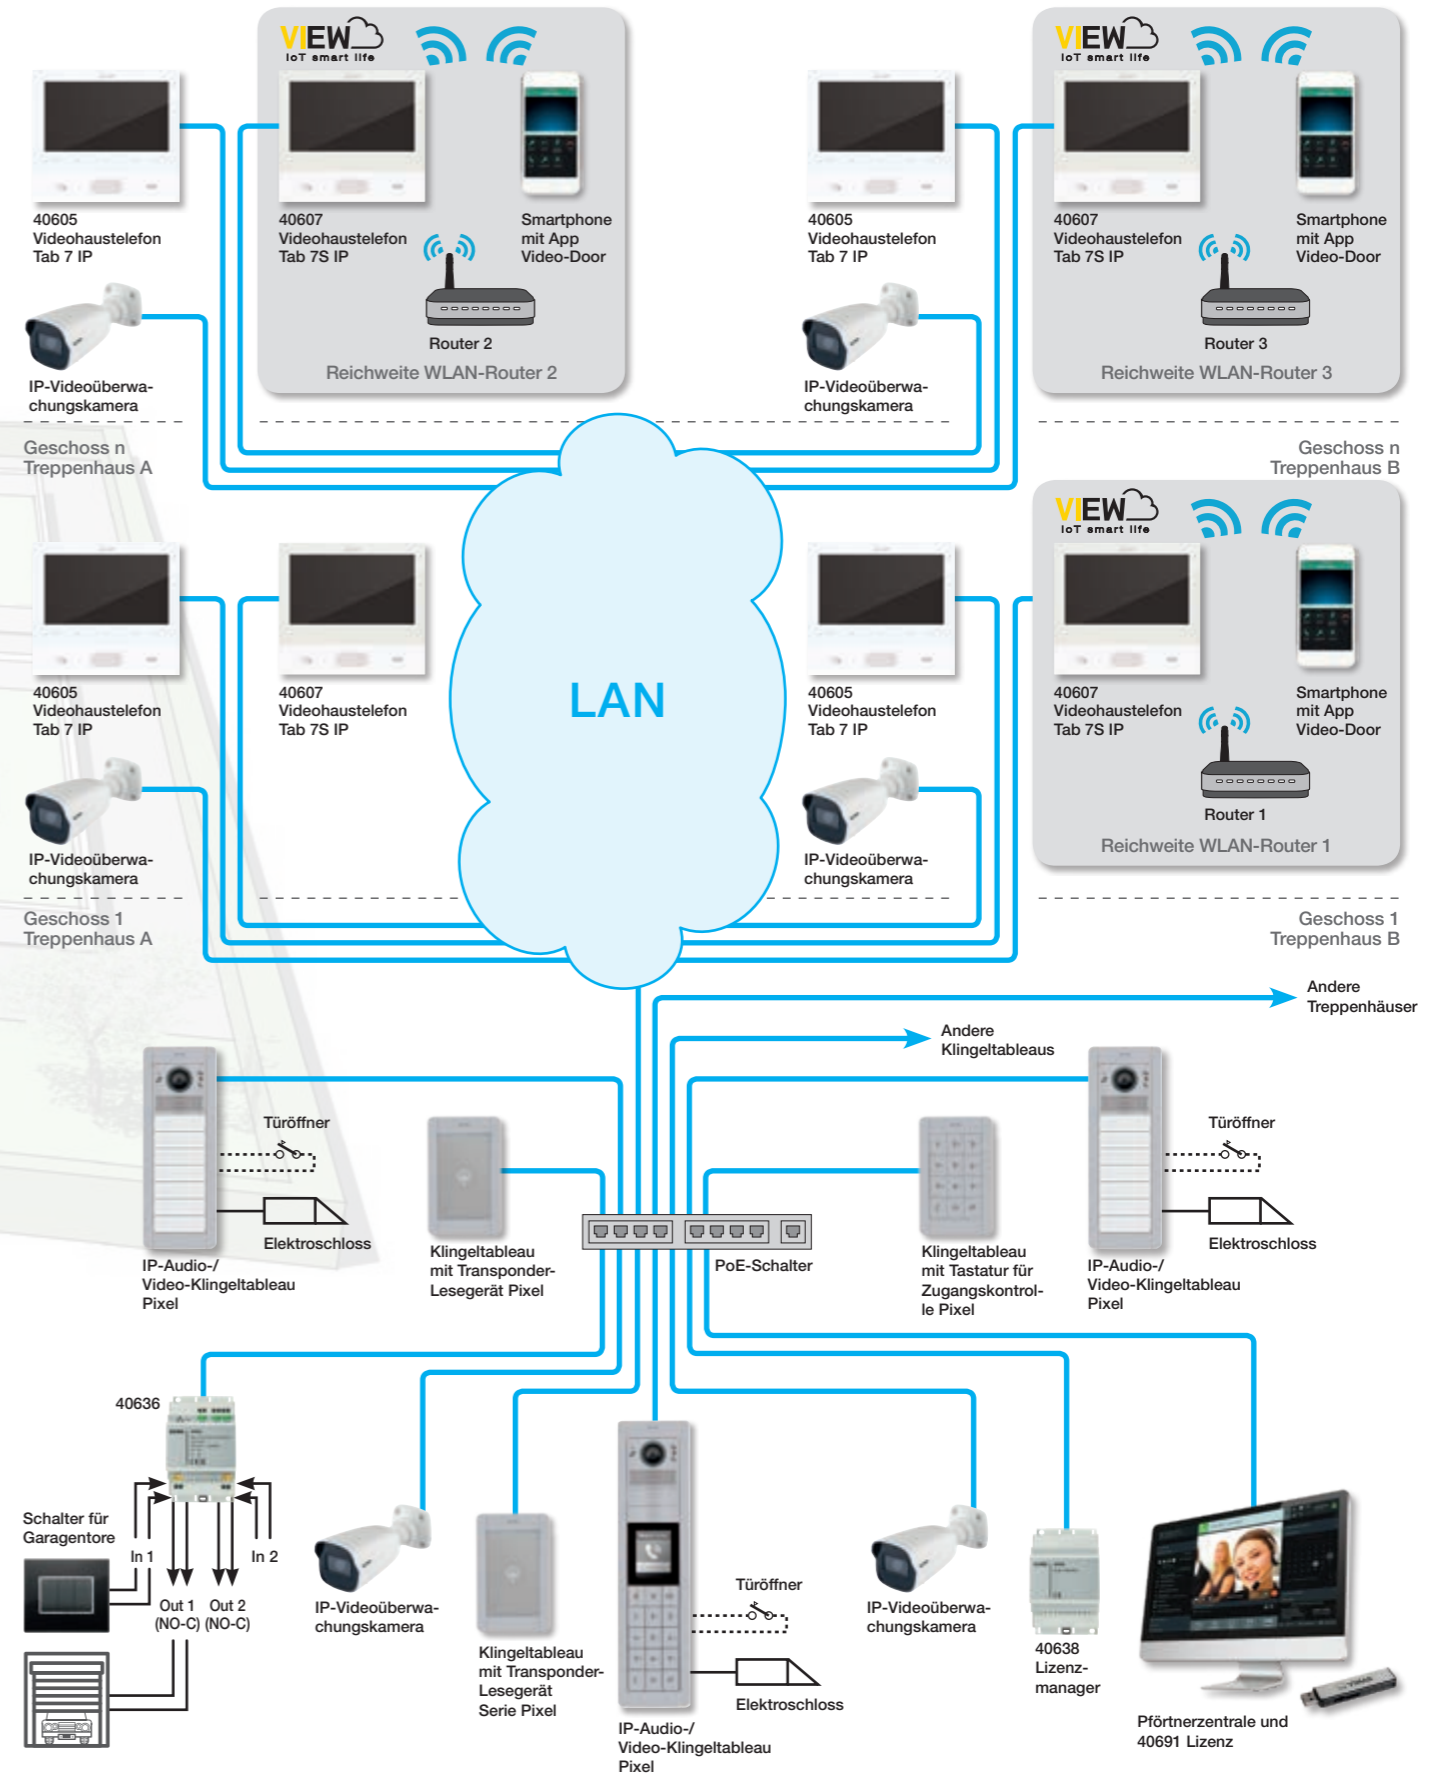 VIEW
IoT smart life
VIEW
IoT smart life
40605
Videohaustelefon
Tab 7 IP
40607
Videohaustelefon
Tab 7S IP
Smartphone
mit App
Video-Door
40605
Videohaustelefon
Tab 7 IP
40607
Videohaustelefon
Tab 7S IP
Smartphone
mit App
Video-Door
Router 2
Reichweite WLAN-Router 2
Router 3
Reichweite WLAN-Router 3
IP-Videoüberwa-
chungskamera
IP-Videoüberwa-
chungskamera
Geschoss n
Treppenhaus A
Geschoss n
Treppenhaus B
VIEW
IoT smart life
LAN
40605
Videohaustelefon
Tab 7 IP
40607
Videohaustelefon
Tab 7S IP
40605
Videohaustelefon
Tab 7 IP
40607
Videohaustelefon
Tab 7S IP
Smartphone
mit App
Video-Door
Router 1
Reichweite WLAN-Router 1
IP-Videoüberwa-
chungskamera
IP-Videoüberwa-
chungskamera
Geschoss 1
Treppenhaus A
Geschoss 1
Treppenhaus B
Andere
Treppenhäuser
Andere
Klingeltableaus
Türöffner
Elektroschloss
IP-Audio-/
Video-Klingeltableau
Pixel
Klingeltableau
mit Transponder-
Lesegerät Pixel
PoE-Schalter
Klingeltableau
mit Tastatur für
Zugangskontrol-
le Pixel
Türöffner
Elektroschloss
IP-Audio-/
Video-Klingeltableau
Pixel
40636
Schalter für
Garagentore
In 1
In 2
Out 1
(NO-C)
Out 2
(NO-C)
IP-Videoüberwa-
chungskamera
Klingeltableau
mit Transponder-
Lesegerät
Serie Pixel
Türöffner
Elektroschloss
IP-Audio-/
Video-Klingeltableau
Pixel
IP-Videoüberwa-
chungskamera
40638
Lizenz-
manager
Pförtnerzentrale und
40691 Lizenz